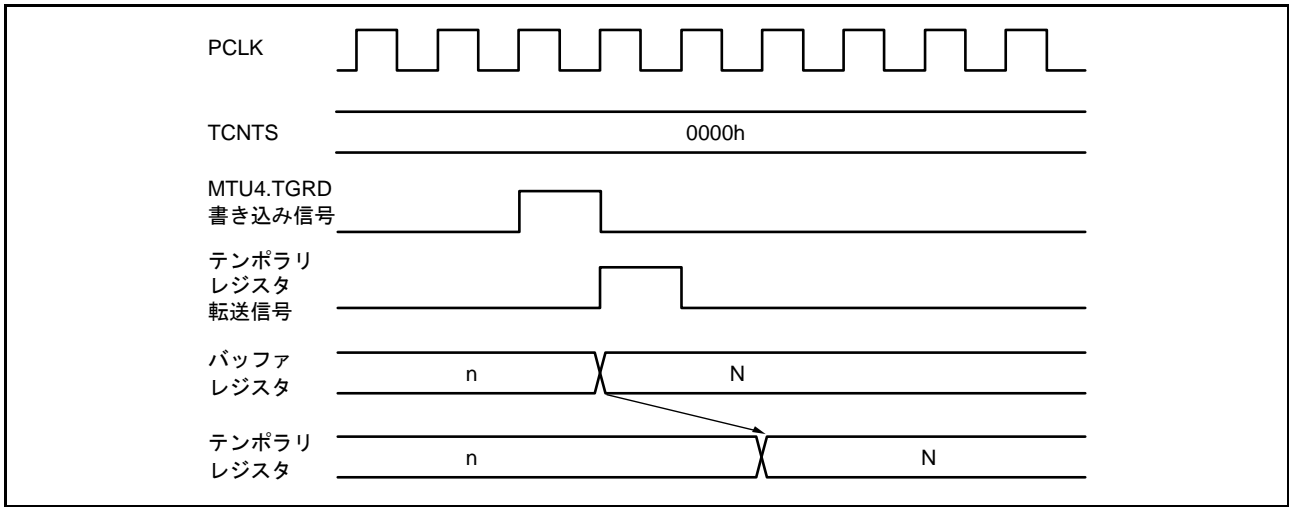 PCLK
TCNTS
0000h
MTU4.TGRD
書き込み信号
テンポラリ
レジスタ
転送信号
バッファ
レジスタ
n
N
テンポラリ
レジスタ
n
N